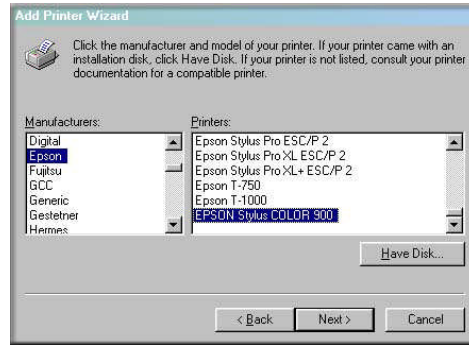 Add Printer Wizard
Click the manufacturer and model of your printer. If your printer came with an
installation disk, click Have Disk. If your printer is not listed, consult your printer
documentation for a compatible printer.
Manufacturers:
Digital
Epson
Fujitsu
GCC
Generic
Gestetner
Hermes
Printers:
Epson Stylus Pro ESC/P 2
Epson Stylus Pro XL ESC/P 2
Epson Stylus Pro XL+ ESC/P 2
Epson T-750
Epson T-1000
EPSON Stylus COLOR 900
Have Disk...
< Back
Next >
Cancel